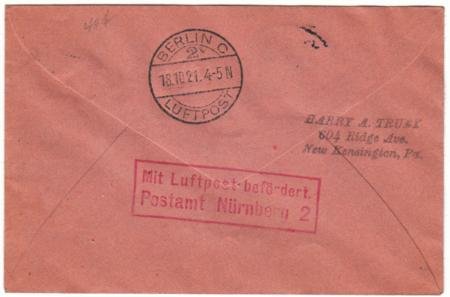 BERLIN C
2
18.10.21.4-5 N
LUFTPOST
HARRY A. TRUAX
604 Ridge Ave.
New Kensington, Pa.
Mit Luftpost befördert.
Postamt Nürnberg 2